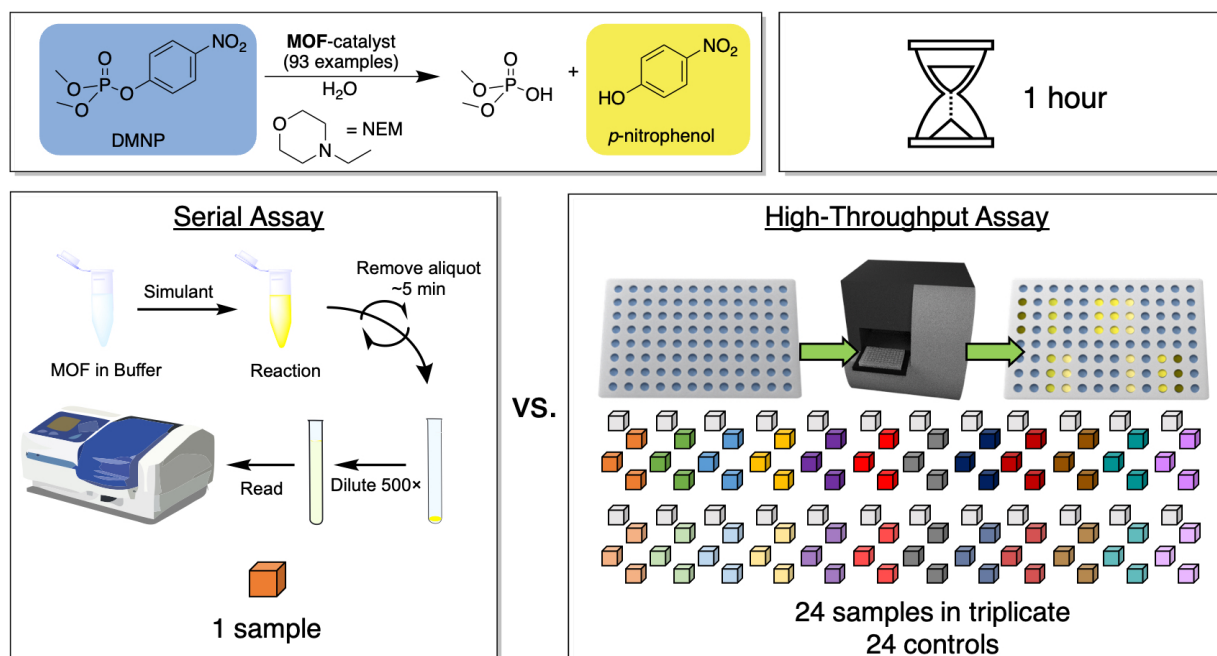 NO₂
O
P
O
O
O
DMNP
MOF-catalyst
(93 examples)
H₂O
O
N
= NEM
O
P
O
O
OH
+
NO₂
HO
p-nitrophenol
1 hour
Serial Assay
Simulant
MOF in Buffer
Reaction
Remove aliquot
~5 min
Read
Dilute 500×
1 sample
vs.
High-Throughput Assay
24 samples in triplicate
24 controls